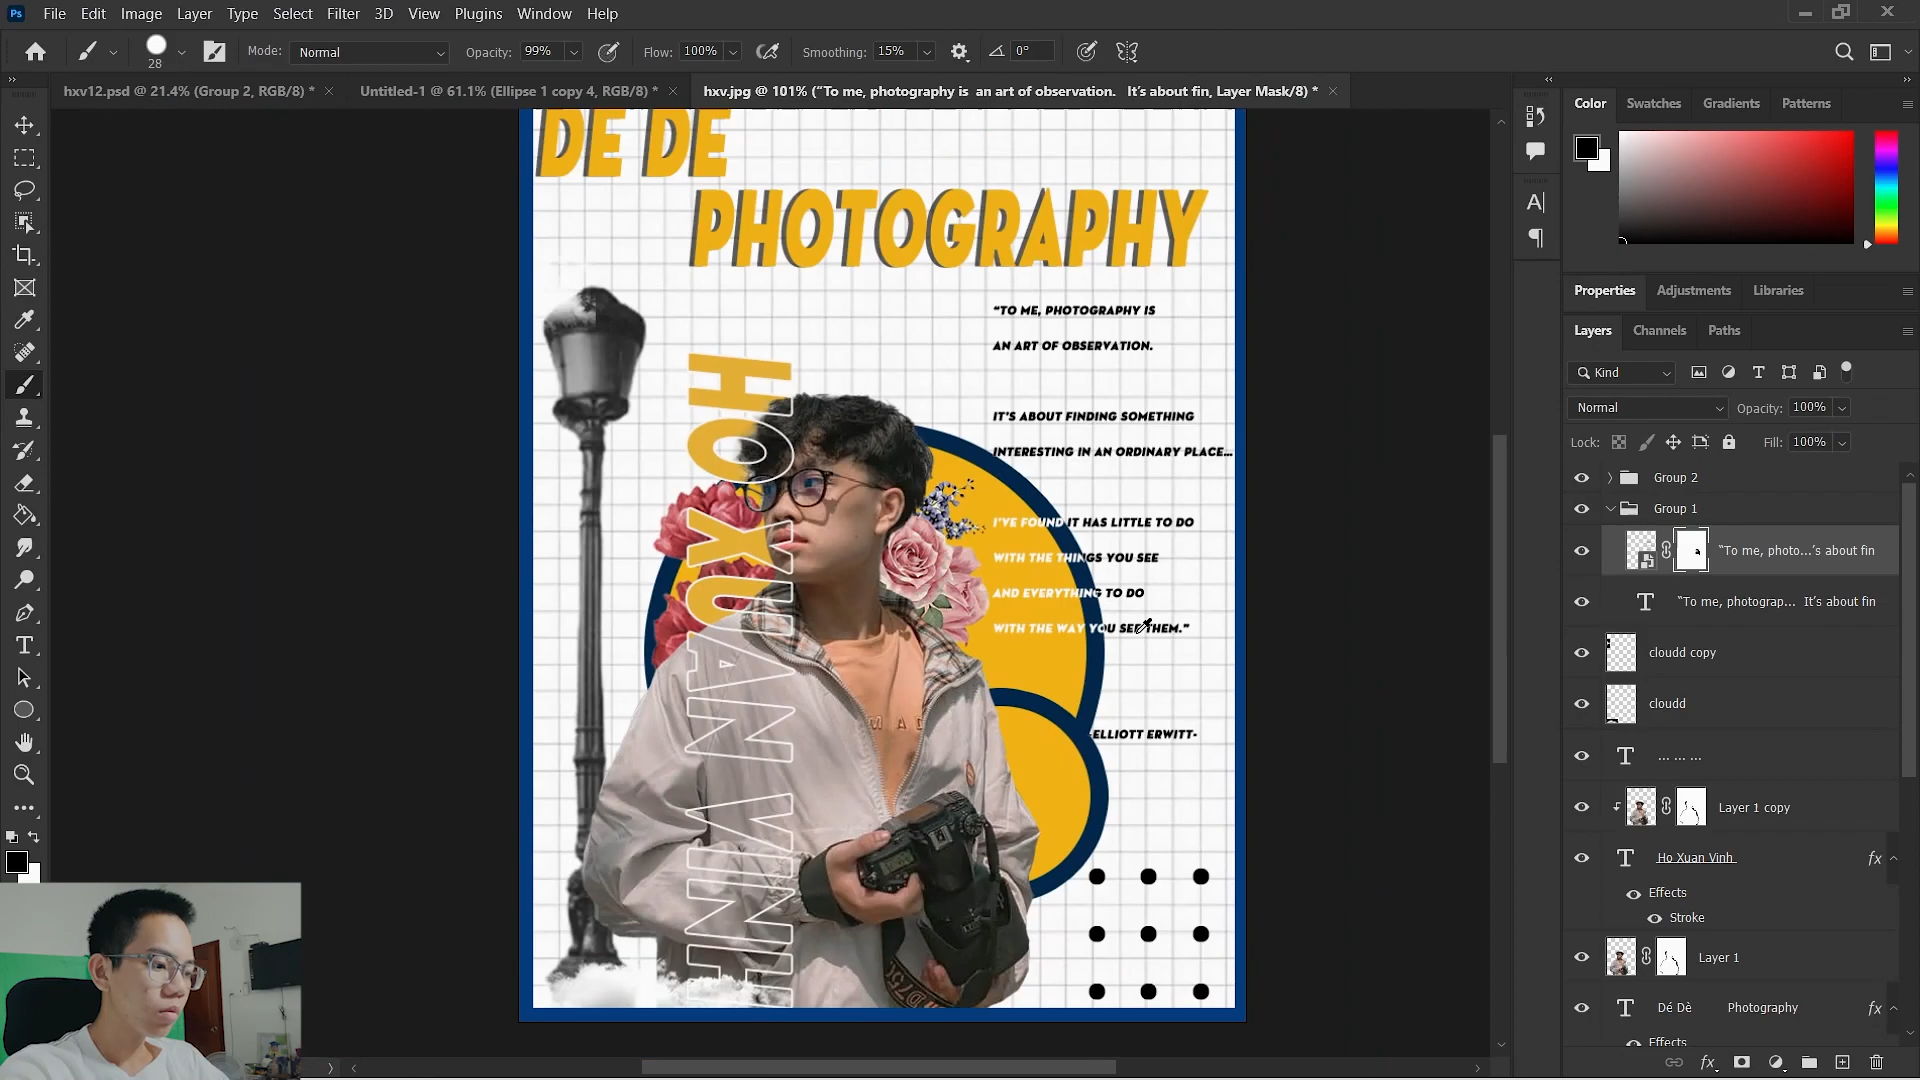 Ps File Edit Image Layer Type Select Filter 3D View Plugins Window Help
28 Mode: Normal Opacity: 99% Flow: 100% Smoothing: 15% 0°
hxv12.psd @ 21.4% (Group 2, RGB/8) * Untitled-1 @ 61.1% (Ellipse 1 copy 4, RGB/8) * hxv.jpg @ 101% (“To me, photography is an art of observation. It’s about fin, Layer Mask/8) *
Color Swatches Gradients Patterns
Properties Adjustments Libraries
Layers Channels Paths
Kind
Normal Opacity: 100%
Lock: Fill: 100%
Group 2
Group 1
“To me, photo...’s about fin
“To me, photograp... It’s about fin
cloudd copy
cloudd
... ... ...
Layer 1 copy
Ho Xuan Vinh fx
Effects
Stroke
Layer 1
Dé Dè Photography fx
Effects
DE DE
PHOTOGRAPHY
“TO ME, PHOTOGRAPHY IS
AN ART OF OBSERVATION.
IT’S ABOUT FINDING SOMETHING
INTERESTING IN AN ORDINARY PLACE...
I’VE FOUND IT HAS LITTLE TO DO
WITH THE THINGS YOU SEE
AND EVERYTHING TO DO
WITH THE WAY YOU SEE THEM.”
-ELLIOTT ERWITT-
HO XUAN VINH